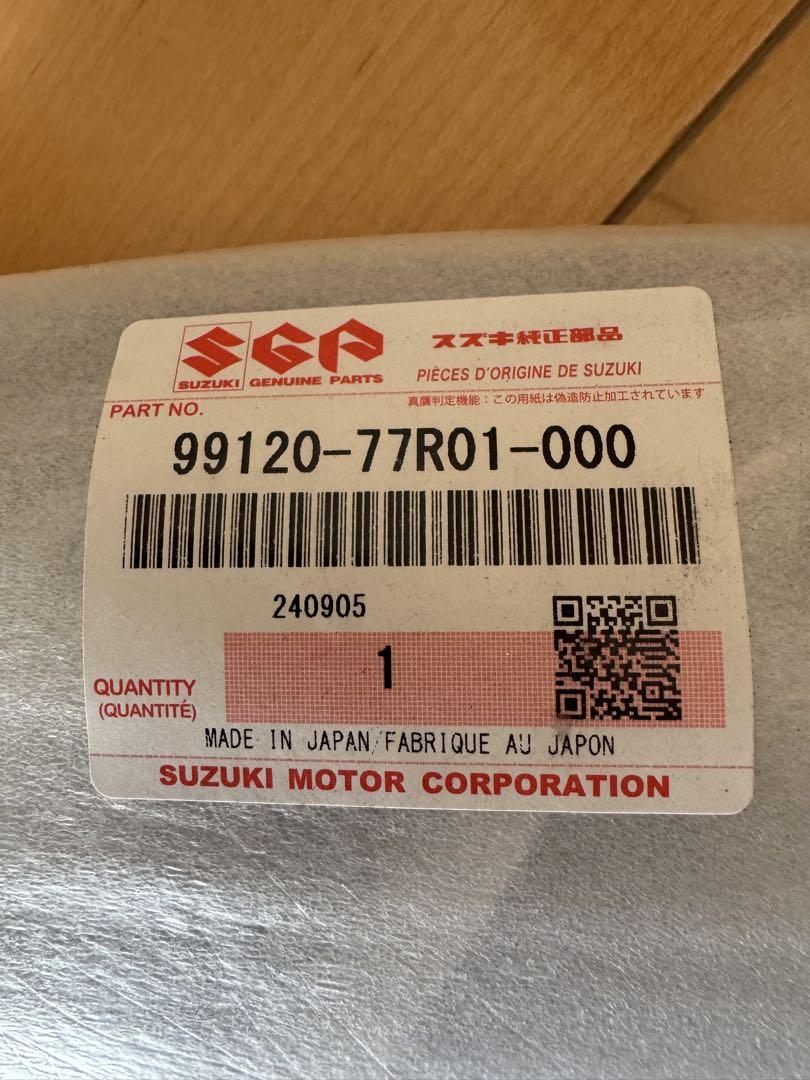 SGP
SUZUKI GENUINE PARTS
スズキ純正部品
PIÈCES D'ORIGINE DE SUZUKI
PART NO.
真贋判定機能：この用紙は偽造防止加工されています
99120-77R01-000
240905
1
QUANTITY
(QUANTITÉ)
MADE IN JAPAN/FABRIQUE AU JAPON
SUZUKI MOTOR CORPORATION